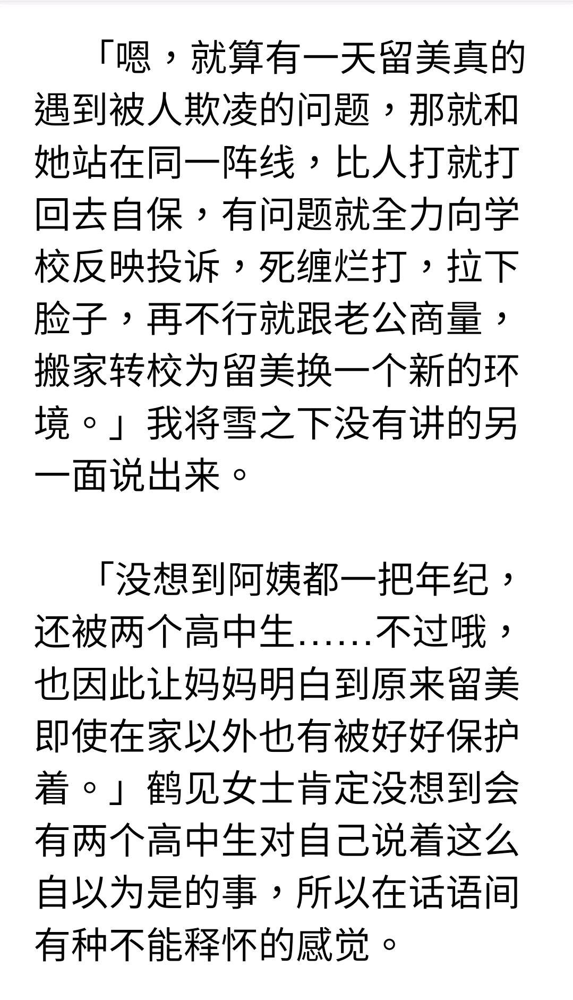 「嗯，就算有一天留美真的
遇到被人欺凌的问题，那就和
她站在同一阵线，比人打就打
回去自保，有问题就全力向学
校反映投诉，死缠烂打，拉下
脸子，再不行就跟老公商量，
搬家转校为留美换一个新的环
境。」我将雪之下没有讲的另
一面说出来。
「没想到阿姨都一把年纪，
还被两个高中生……不过哦，
也因此让妈妈明白到原来留美
即使在家以外也有被好好保护
着。」鹤见女士肯定没想到会
有两个高中生对自己说着这么
自以为是的事，所以在话语间
有种不能释怀的感觉。